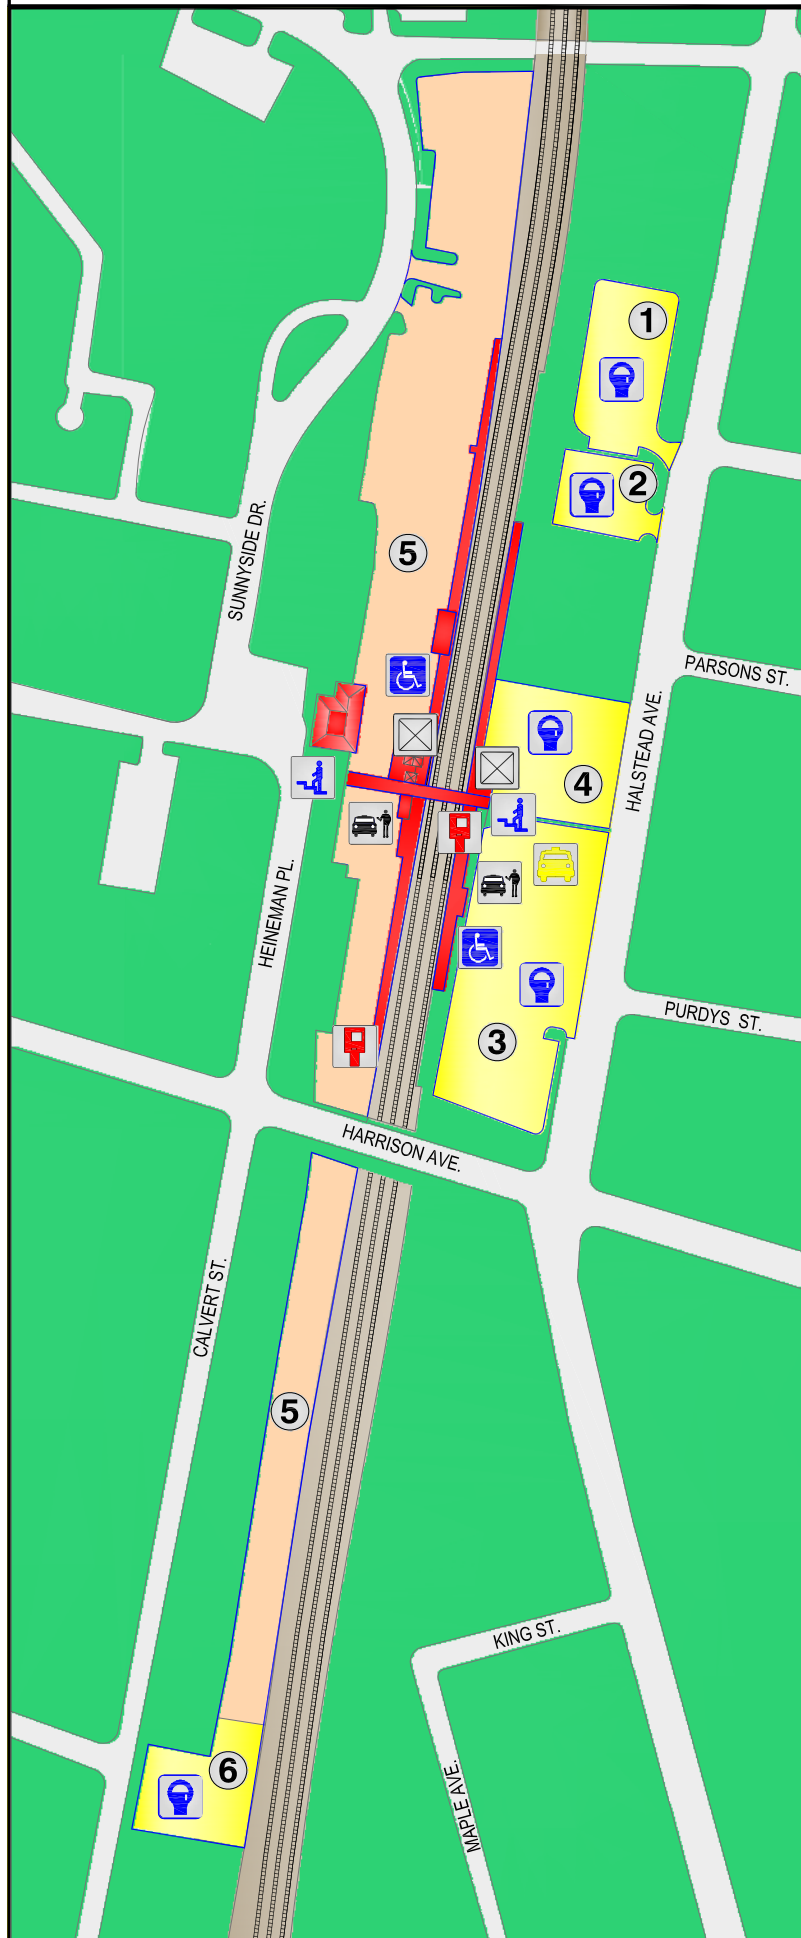 1
2
5
SUNNYSIDE DR.
PARSONS ST.
HALSTEAD AVE.
4
HEINEMAN PL.
PURDYS ST.
3
HARRISON AVE.
CALVERT ST.
5
KING ST.
6
MAPLE AVE.